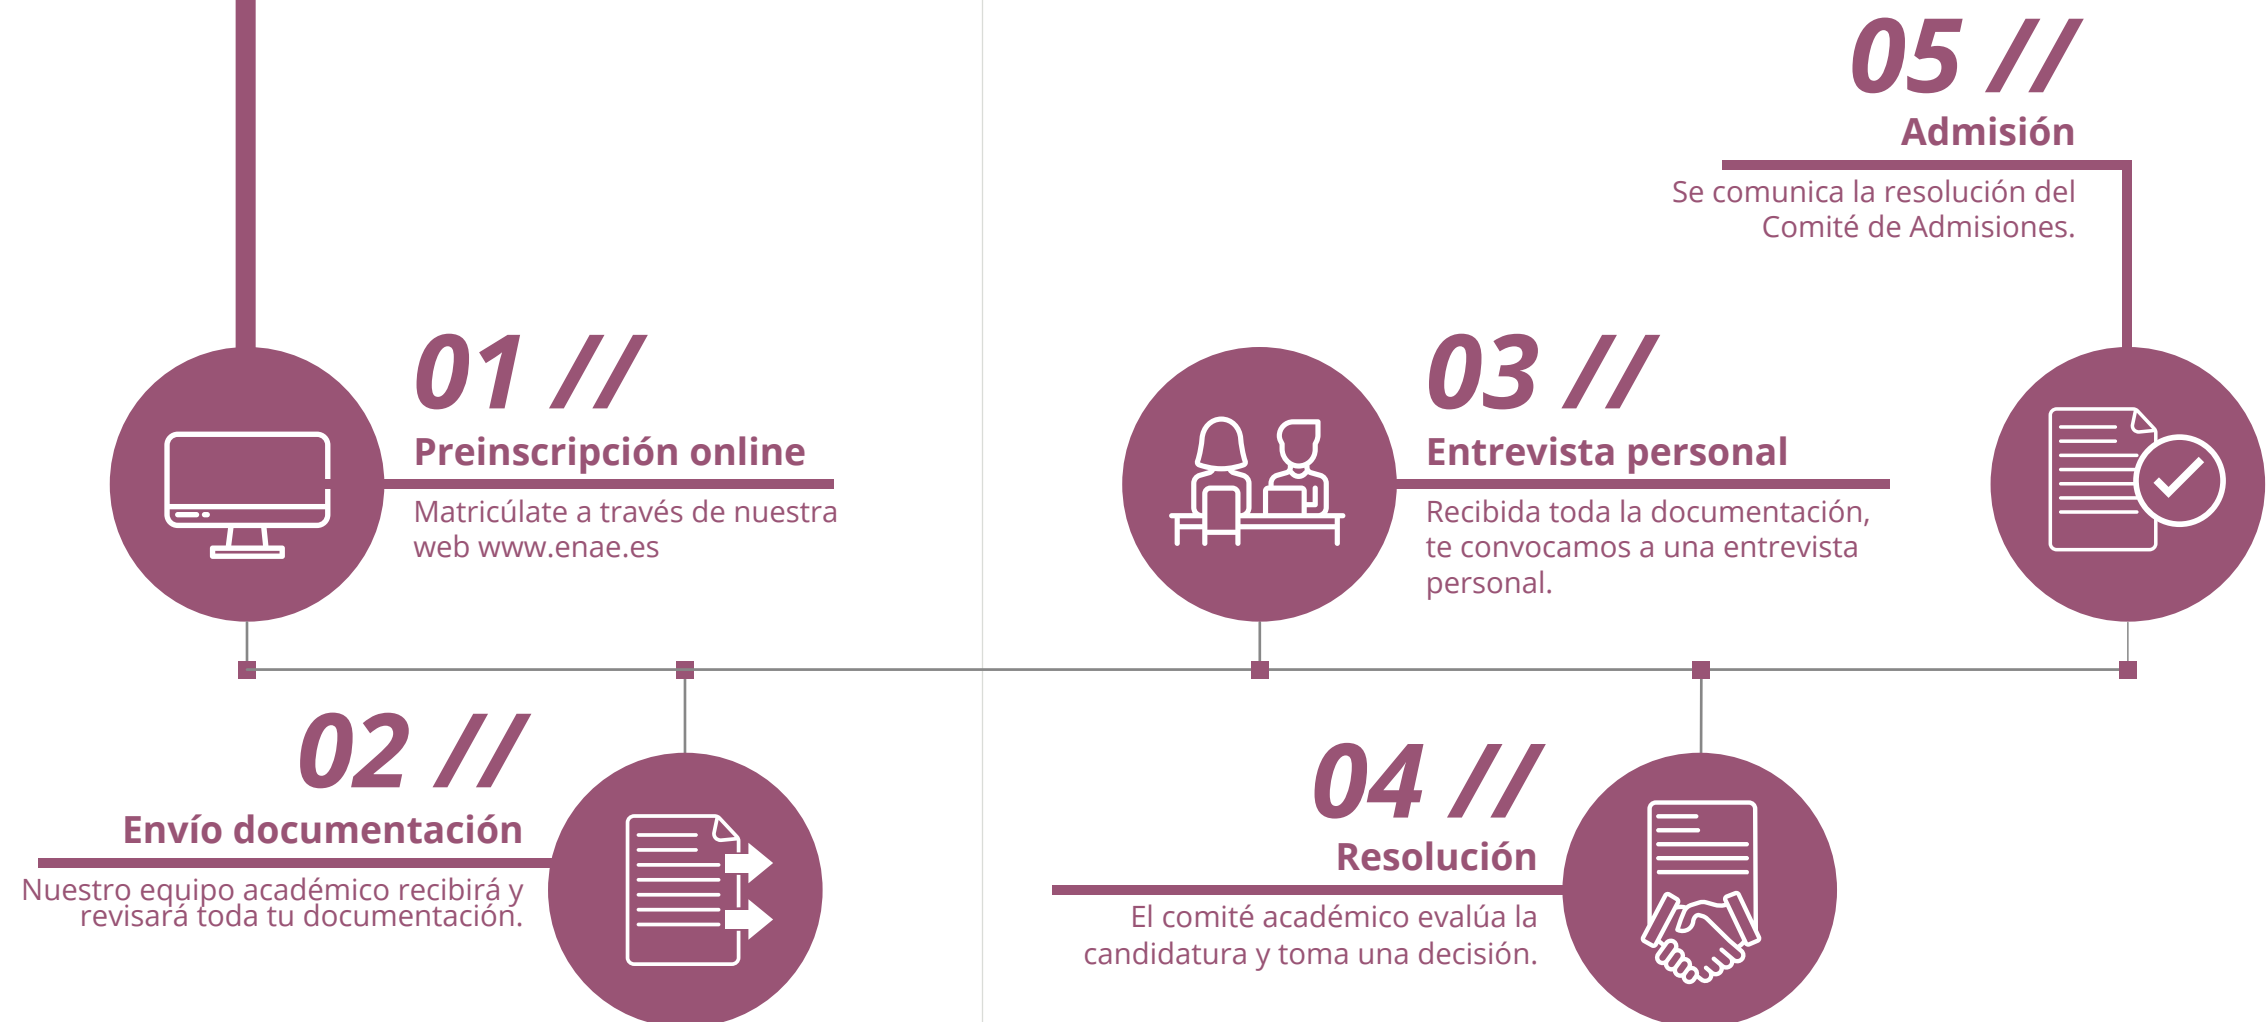 01 //
Preinscripción online
Matricúlate a través de nuestra
web www.enae.es
02 //
Envío documentación
Nuestro equipo académico recibirá y
revisará toda tu documentación.
03 //
Entrevista personal
Recibida toda la documentación,
te convocamos a una entrevista
personal.
04 //
Resolución
El comité académico evalúa la
candidatura y toma una decisión.
05 //
Admisión
Se comunica la resolución del
Comité de Admisiones.